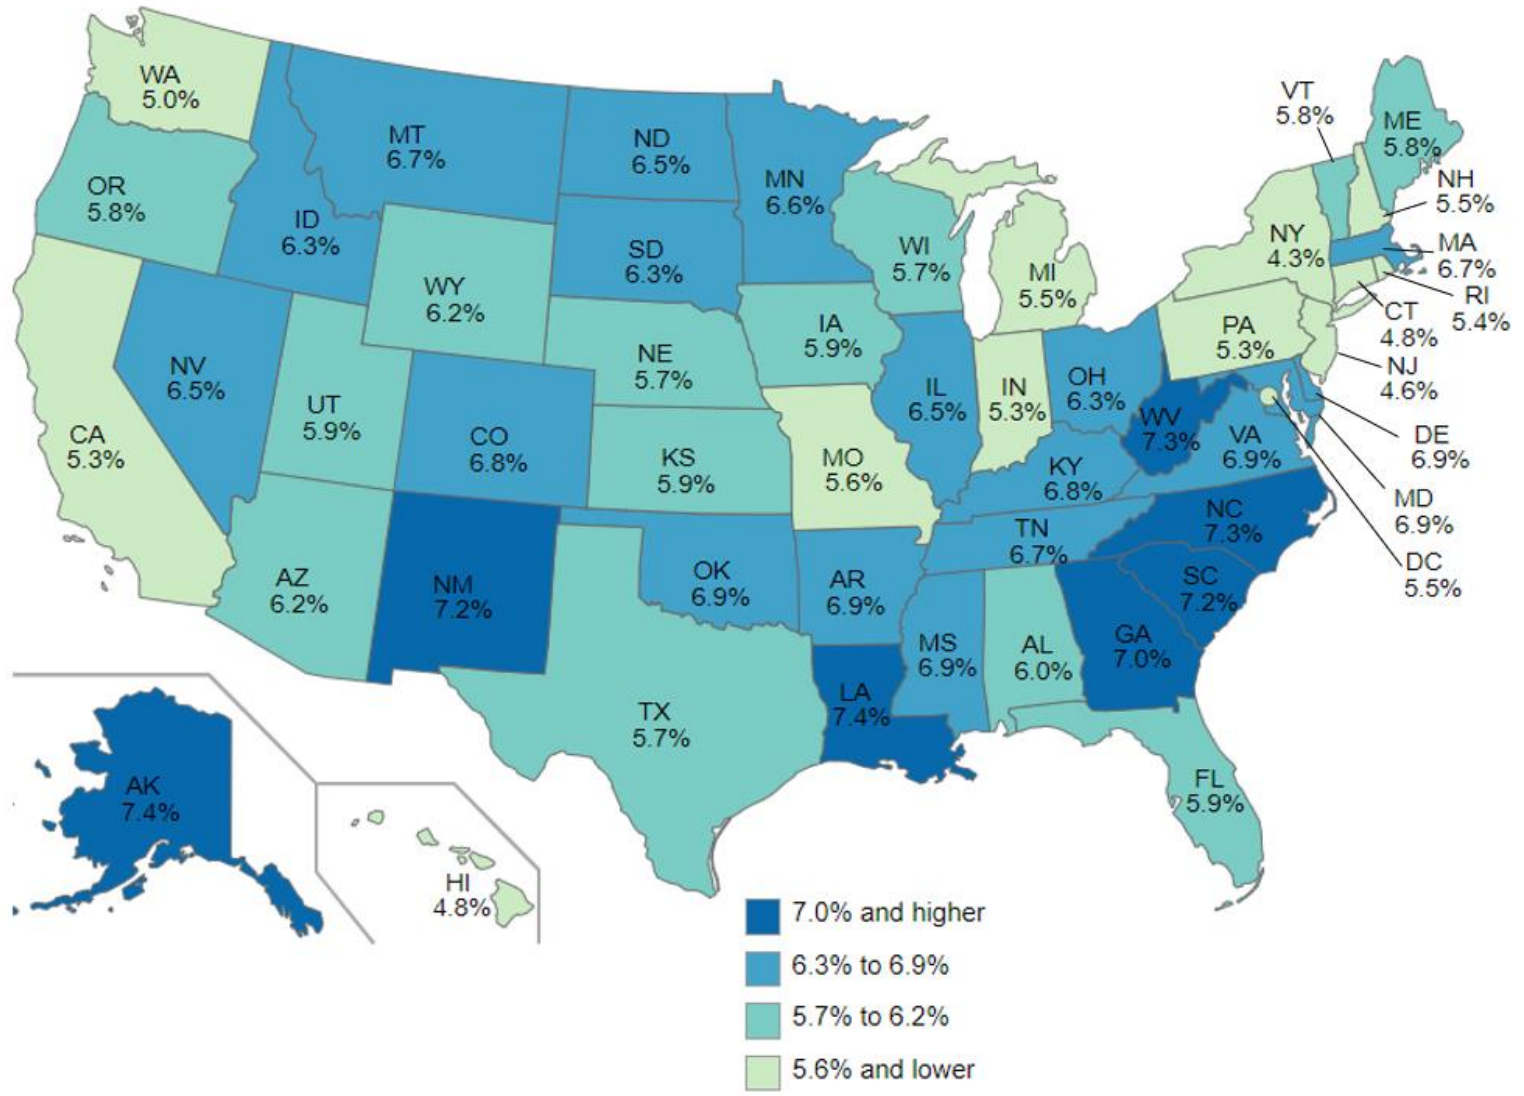 WA
5.0%
MT
6.7%
ND
6.5%
VT
5.8%
ME
5.8%
OR
5.8%
ID
6.3%
MN
6.6%
NH
5.5%
SD
6.3%
WI
5.7%
NY
4.3%
MA
6.7%
WY
6.2%
MI
5.5%
RI
5.4%
CT
4.8%
NV
6.5%
NE
5.7%
IA
5.9%
PA
5.3%
NJ
4.6%
UT
5.9%
IL
6.5%
IN
5.3%
OH
6.3%
CA
5.3%
CO
6.8%
KS
5.9%
MO
5.6%
WV
7.3%
VA
6.9%
DE
6.9%
KY
6.8%
MD
6.9%
NC
7.3%
TN
6.7%
DC
5.5%
AZ
6.2%
NM
7.2%
OK
6.9%
AR
6.9%
SC
7.2%
MS
6.9%
AL
6.0%
GA
7.0%
LA
7.4%
TX
5.7%
AK
7.4%
FL
5.9%
HI
4.8%
7.0% and higher
6.3% to 6.9%
5.7% to 6.2%
5.6% and lower